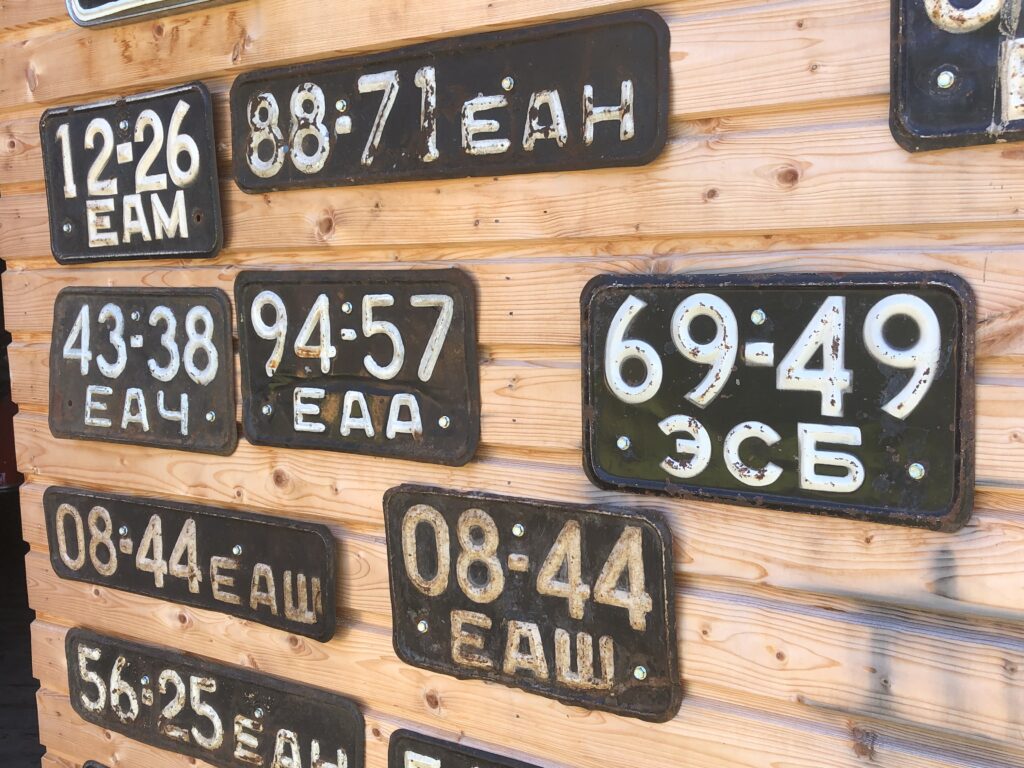 88-71 ЕАН
12-26
ЕАМ
43-38
ЕАЧ
94-57
ЕАА
69-49
ЭСБ
08-44 ЕАШ
08-44
ЕАШ
56-25 ЕАН